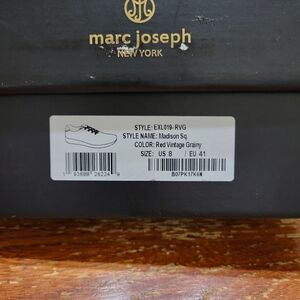 marc joseph
NEW YORK
STYLE: EXL019-RVG
STYLE NAME: Madison Sq.
COLOR: Red Vintage Grainy
SIZE: US 8 / EU 41
B07PK17K6N